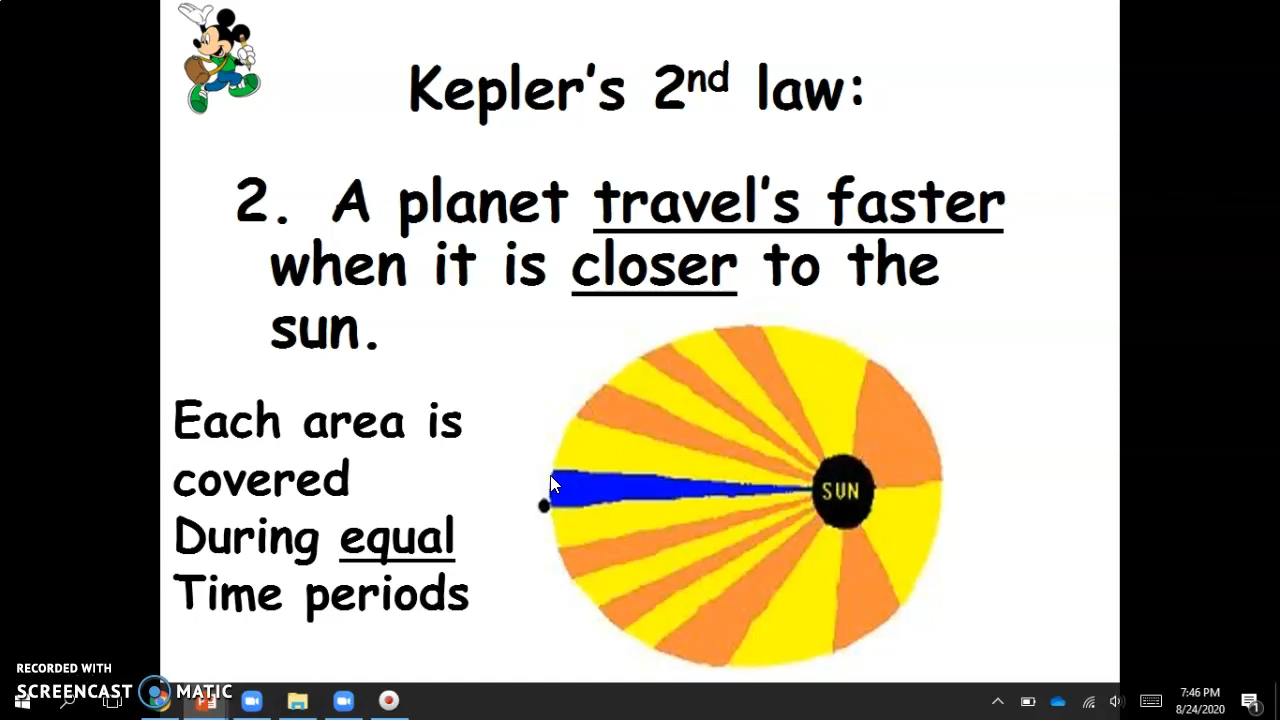 Kepler's 2nd law:
2. A planet travel's faster
when it is closer to the
sun.
Each area is
covered
During equal
Time periods
SUN
RECORDED WITH
SCREENCAST MATIC
7:46 PM
8/24/2020
1